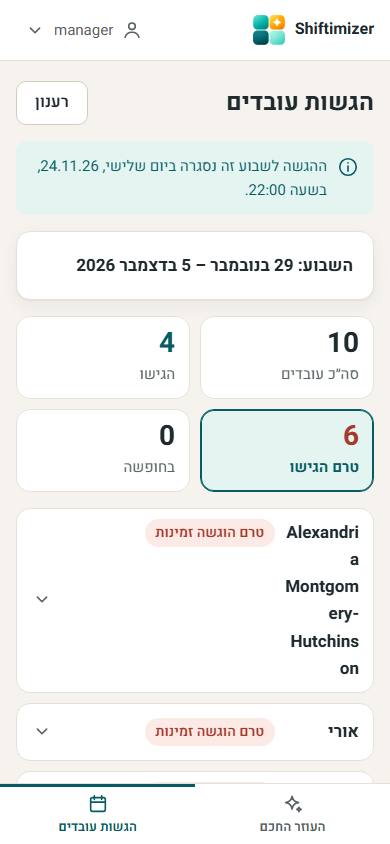 Shiftimizer
manager
הגשות עובדים
רענון
ההגשה לשבוע זה נסגרה ביום שלישי, 24.11.26,
בשעה 22:00.
השבוע: 29 בנובמבר – 5 בדצמבר 2026
10
סה"כ עובדים
4
הגישו
6
טרם הגישו
0
בחופשה
Alexandri
a
Montgom
ery-
Hutchins
on
טרם הוגשה זמינות
אורי
טרם הוגשה זמינות
העוזר החכם
הגשות עובדים